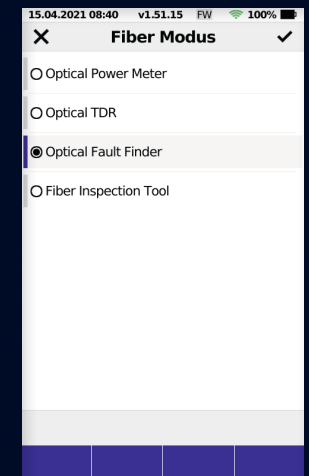 15.04.2021 08:40 v1.51.15 FW 100%
Fiber Modus
Optical Power Meter
Optical TDR
Optical Fault Finder
Fiber Inspection Tool